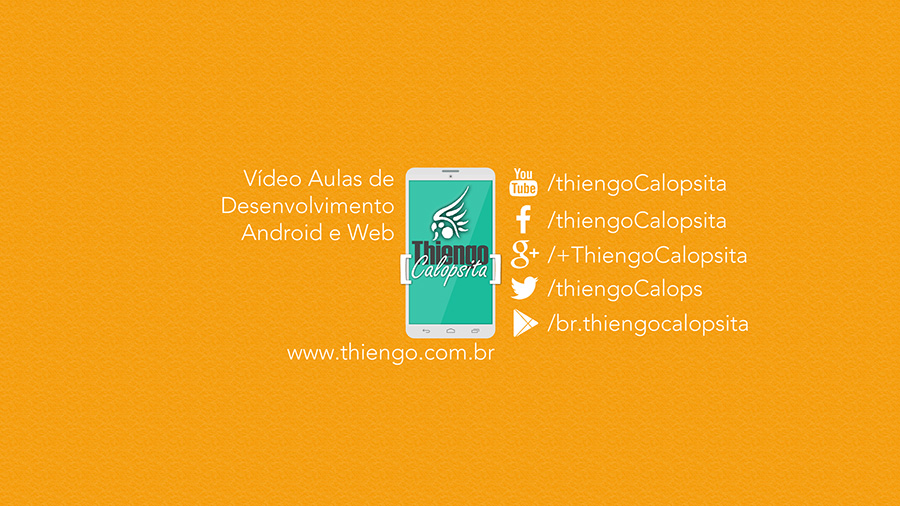 Vídeo Aulas de
Desenvolvimento
Android e Web
Thiengo
[Calopsita]
www.thiengo.com.br
You Tube /thiengoCalopsita
f /thiengoCalopsita
g+ /+ThiengoCalopsita
/thiengoCalops
/br.thiengocalopsita